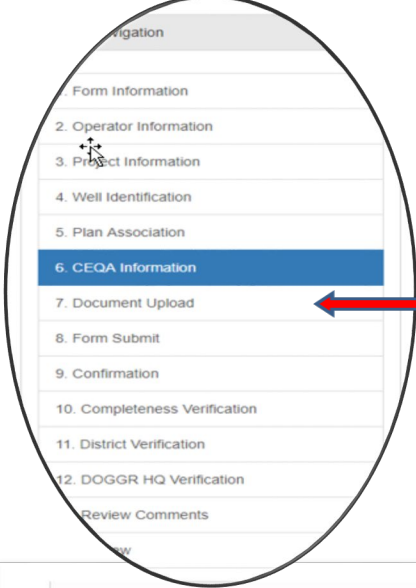 vigation
. Form Information
2. Operator Information
3. Project Information
4. Well Identification
5. Plan Association
6. CEQA Information
7. Document Upload
8. Form Submit
9. Confirmation
10. Completeness Verification
11. District Verification
12. DOGGR HQ Verification
Review Comments